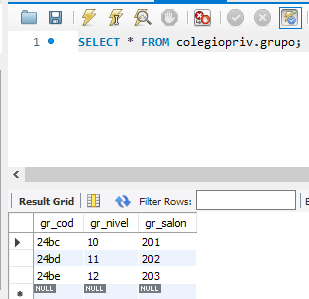 1 SELECT * FROM colegiopriv.grupo;
Result Grid Filter Rows:
gr_cod gr_nivel gr_salon
24bc 10 201
24bd 11 202
24be 12 203
NULL NULL NULL